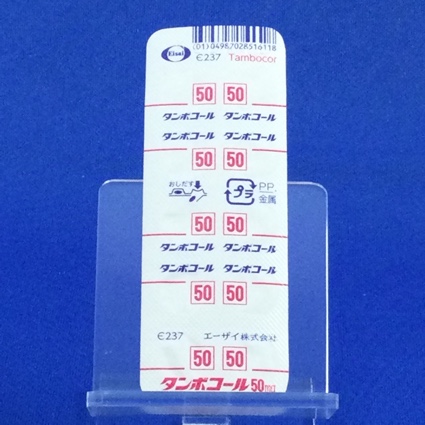 Eisai
(01)04987028516118
Є237 Tambocor
50 50
タンボコール タンボコール
タンボコール タンボコール
50 50
おしだす
プラ
PP,
金属
50 50
タンボコール タンボコール
タンボコール タンボコール
50 50
Є237 エーザイ株式会社
50 50
タンボコール50mg